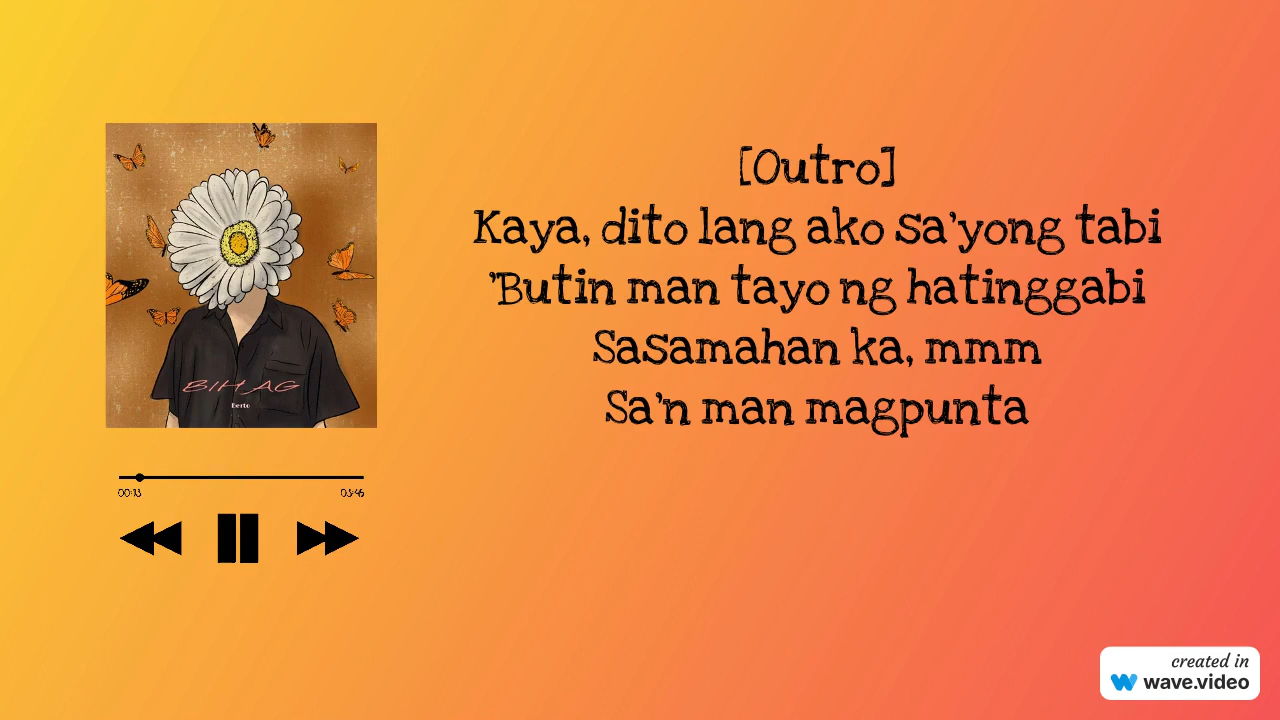 [Outro]
Kaya, dito lang ako sa'yong tabi
'Butin man tayo ng hatinggabi
Sasamahan ka, mmm
Sa'n man magpunta
BIHAG
Berto
00:13 03:46
created in
wave.video